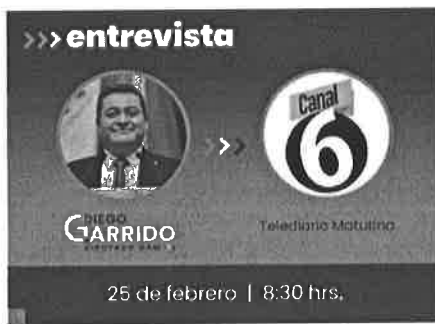 >>> entrevista
Canal
6
DIEGO
GARRIDO
Telediario Matutino
25 de febrero | 8:30 hrs.